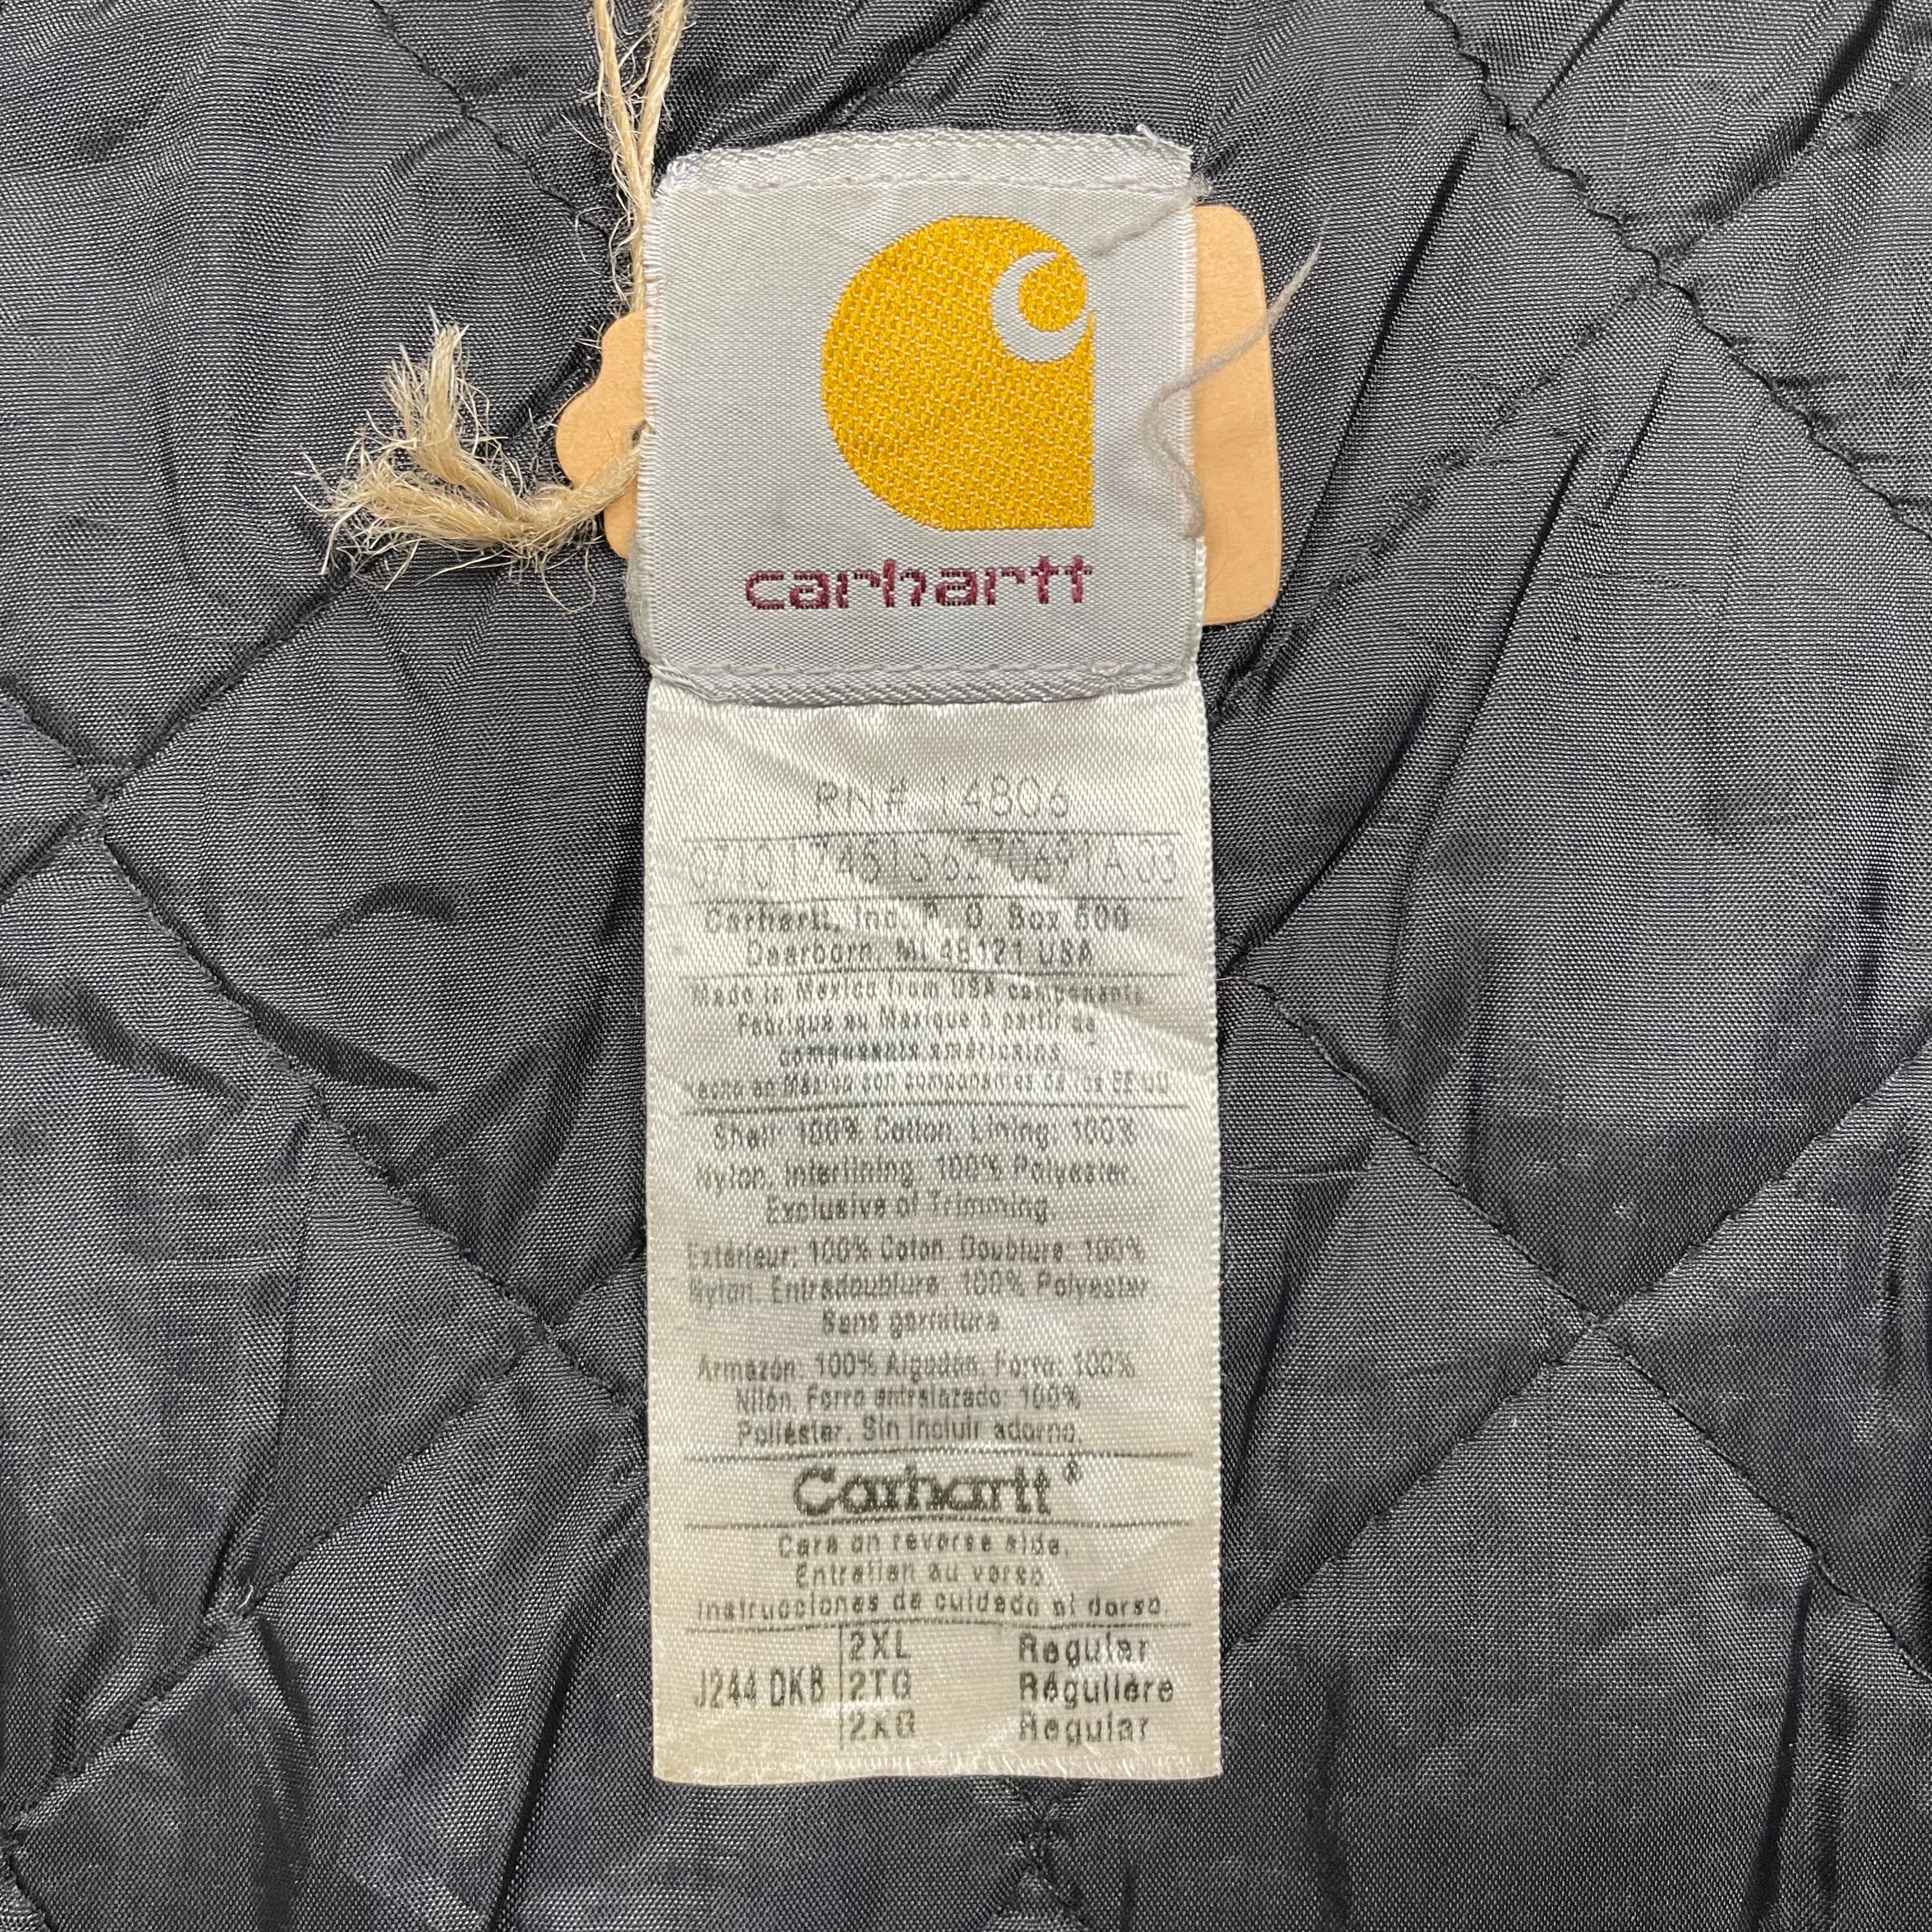 carhartt
RN# 14806
Carhartt, Inc. P. O. Box 600
Dearborn, MI 48121 USA
Made in Mexico from USA components.
Fabriqué au Mexique à partir de
composants américains.
Hecho en México con componentes de los EE UU
Shell: 100% Cotton, Lining: 100%
Nylon, Interlining 100% Polyester
Exclusive of Trimming.
Extérieur: 100% Coton Doublure: 100%
Nylon, Entredoublure: 100% Polyester
Sans garniture
Armazón: 100% Algodón, Forro: 100%
Nilón, Forro entrelazado: 100%
Poliéster. Sin incluir adorno.
Carhartt®
Care on reverse side.
Entretien au verso.
Instrucciones de cuidado al dorso.
2XL Regular
J244 DKB 2TG Régulière
2XG Regular